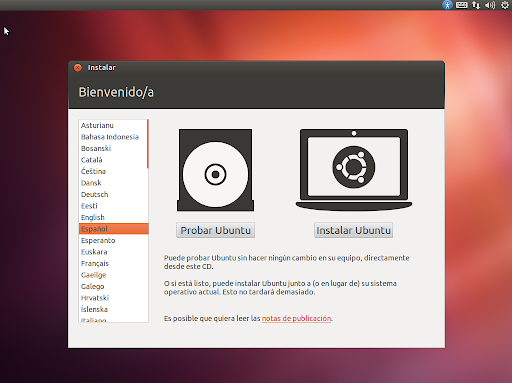 Instalar
Bienvenido/a
Asturianu
Bahasa Indonesia
Bosanski
Català
Čeština
Dansk
Deutsch
Eesti
English
Español
Esperanto
Euskara
Français
Gaeilge
Galego
Hrvatski
Íslenska
Italiano
Probar Ubuntu
Instalar Ubuntu
Puede probar Ubuntu sin hacer ningún cambio en su equipo, directamente
desde este CD.
O si está listo, puede instalar Ubuntu junto a (o en lugar de) su sistema
operativo actual. Esto no tardará demasiado.
Es posible que quiera leer las notas de publicación.